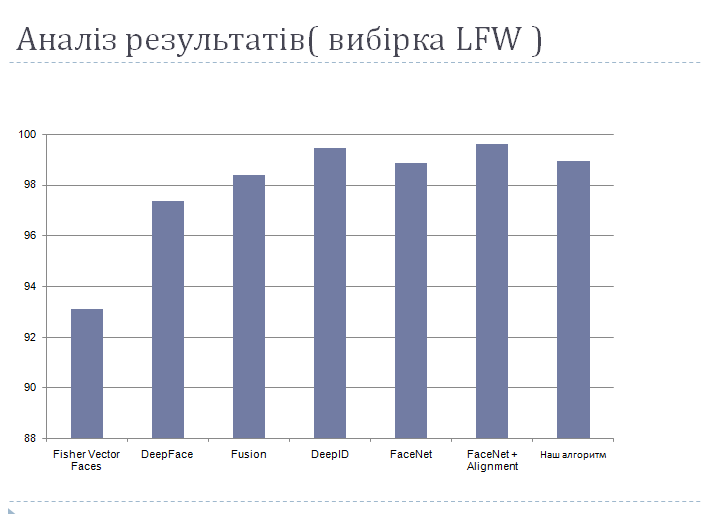 Аналіз результатів( вибірка LFW )
100
98
96
94
92
90
88
Fisher Vector
Faces
DeepFace
Fusion
DeepID
FaceNet
FaceNet +
Alignment
Наш алгоритм